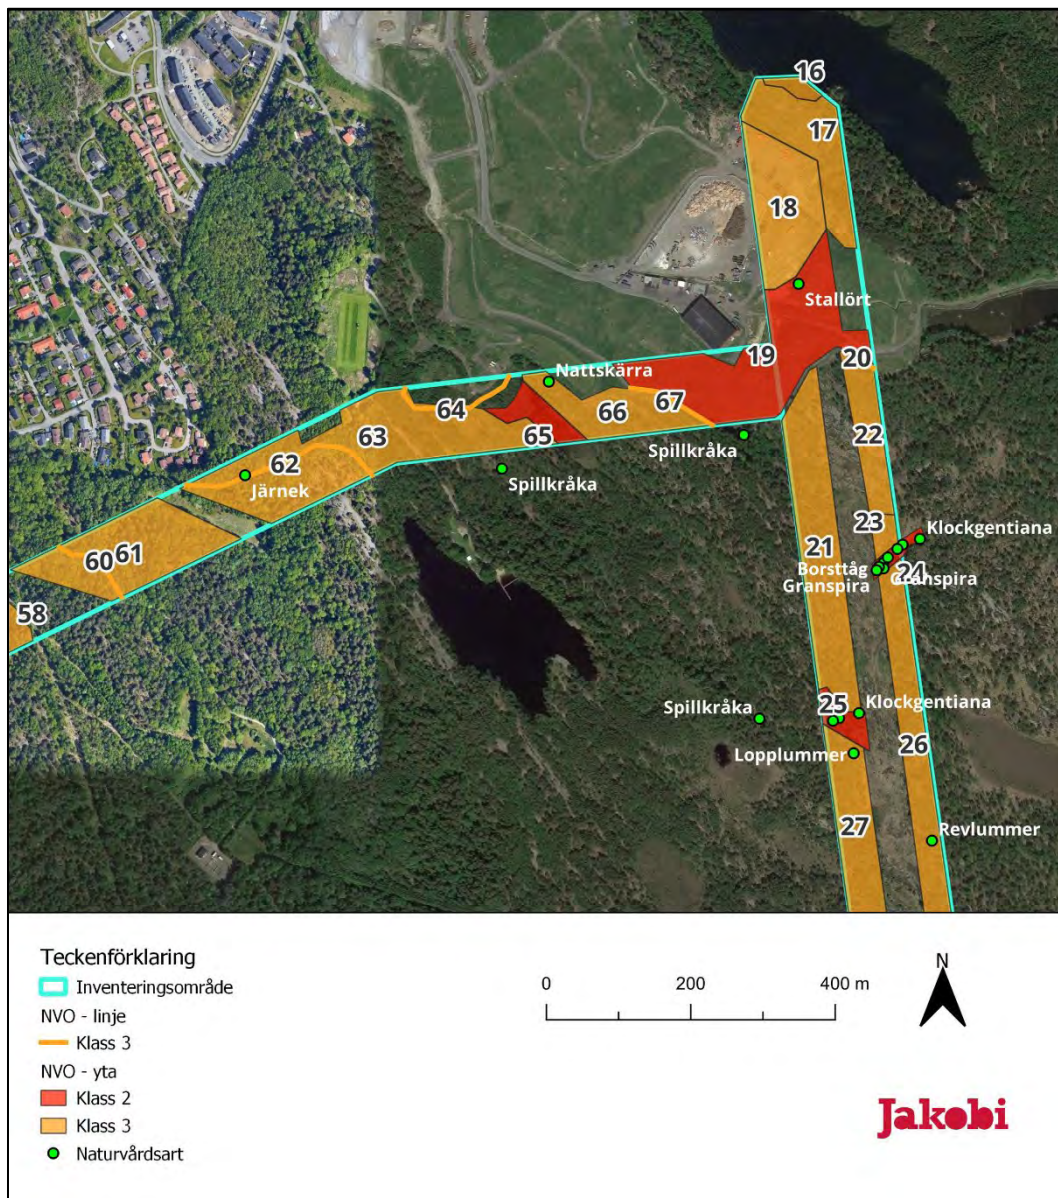 16
17
18
Stallört
19
20
Nattskärra
64
66
67
22
63
65
Spillkråka
62
Spillkråka
Järnek
23
Klockgentiana
21
60
61
Borsttåg
24
Granspira
Granspira
58
25
Klockgentiana
Spillkråka
26
Lopplummer
27
Revlummer
Teckenförklaring
Inventeringsområde
NVO - linje
Klass 3
NVO - yta
Klass 2
Klass 3
Naturvårdsart
0 200 400 m
N
Jakobi